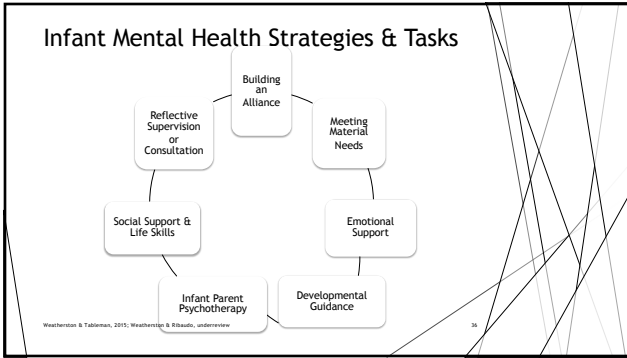 Infant Mental Health Strategies & Tasks
Building
an
Alliance
Meeting
Material
Needs
Emotional
Support
Developmental
Guidance
Infant Parent
Psychotherapy
Social Support &
Life Skills
Reflective
Supervision
or
Consultation
Weatherston & Tableman, 2015; Weatherston & Ribaudo, underreview
36